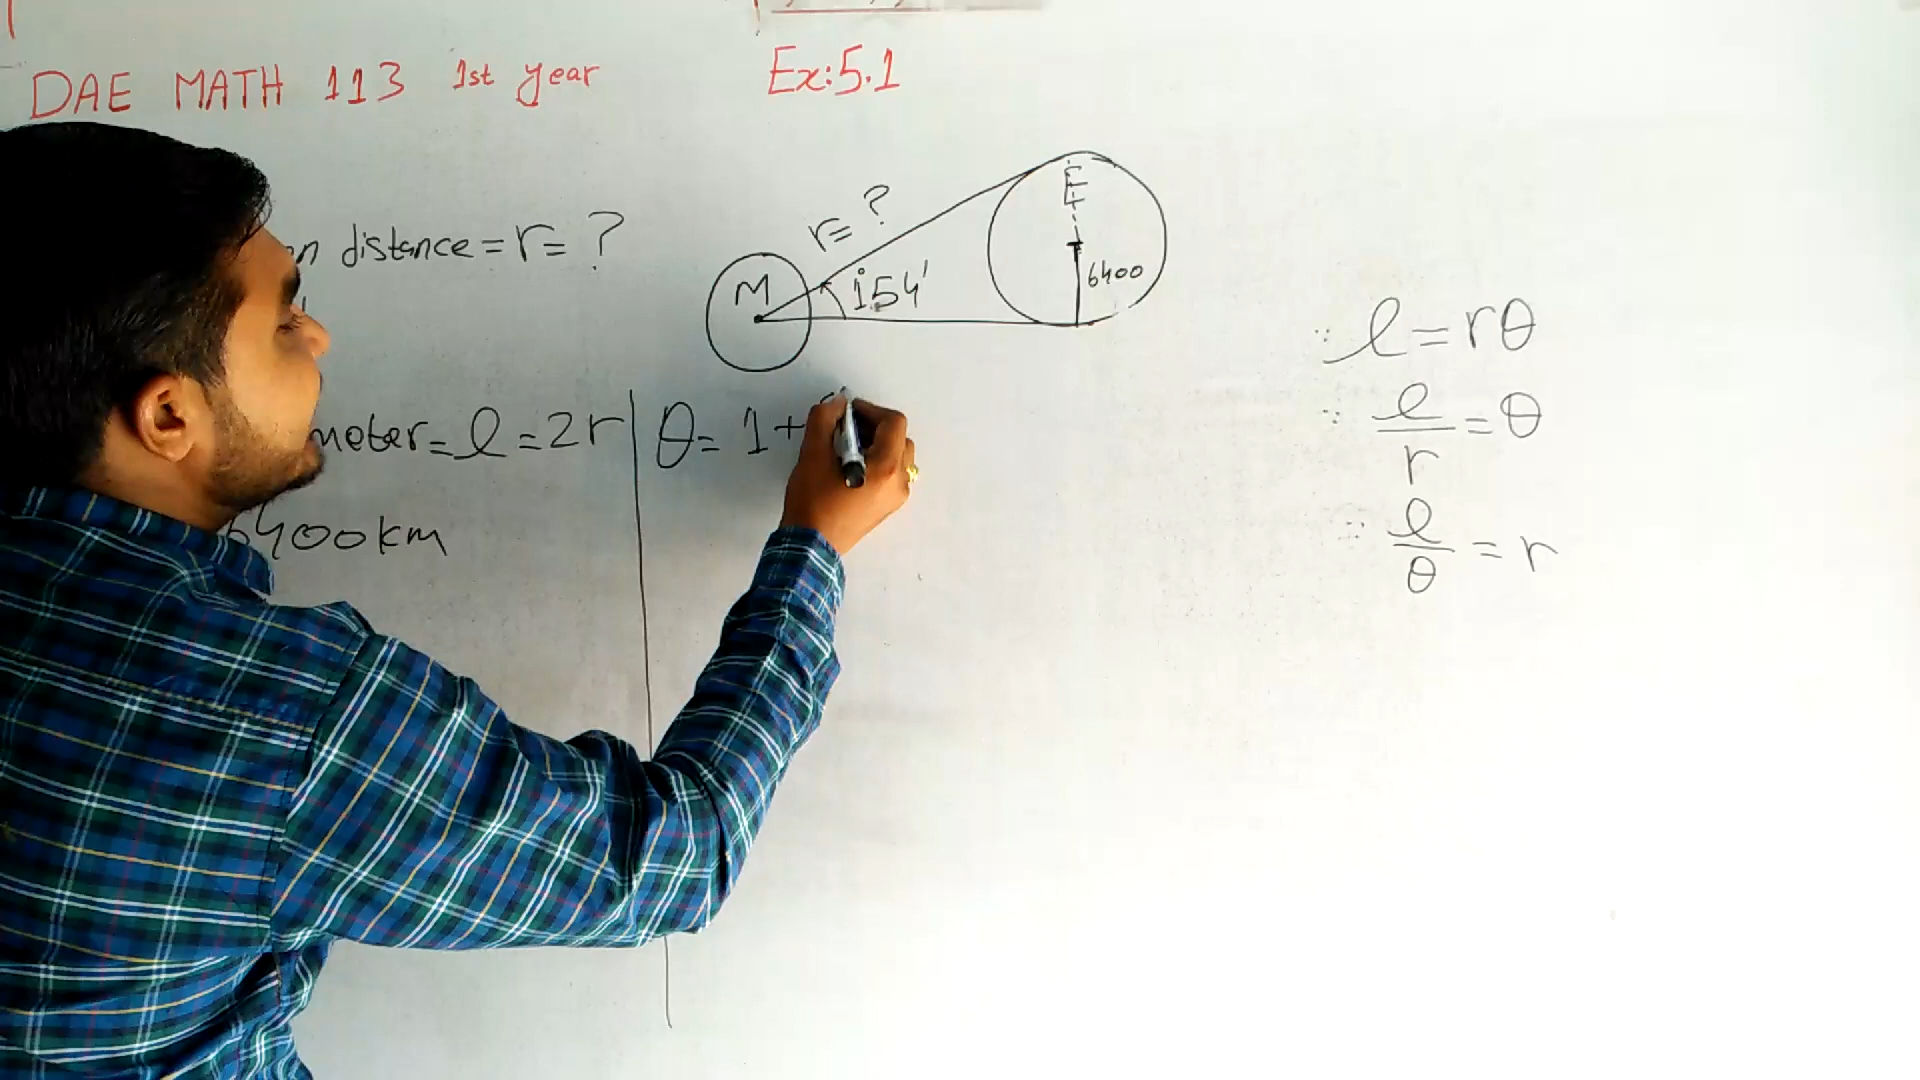 DAE MATH 113 1st year Ex:5.1
distance = r = ?
r = ?
E
M
1°54'
6400
∵ l = rθ
∵ l/r = θ
∵ l/θ = r
meter = l = 2r
θ = 1 +
6400km